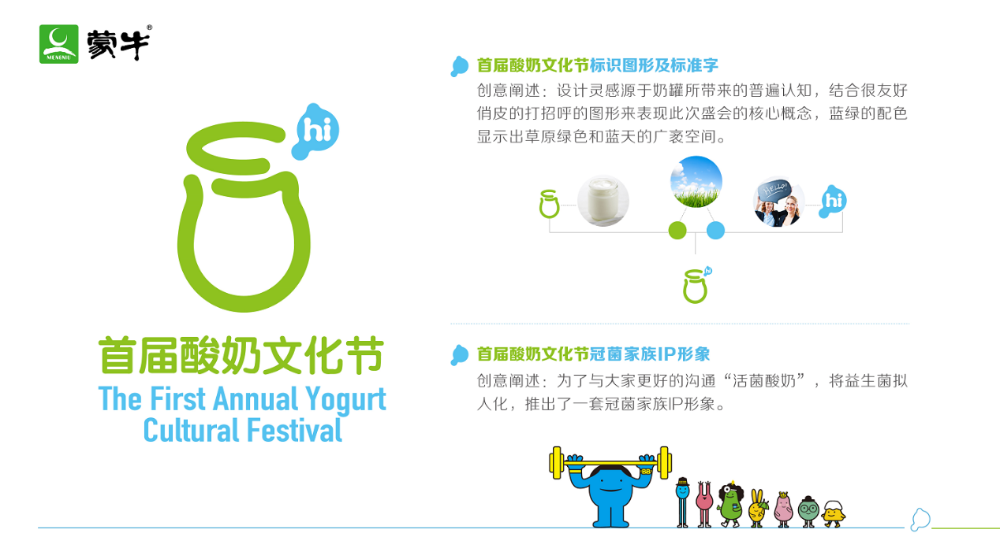 MENGNIU
蒙牛®
hi
首届酸奶文化节
The First Annual Yogurt
Cultural Festival
首届酸奶文化节标识图形及标准字
创意阐述：设计灵感源于奶罐所带来的普遍认知，结合很友好
俏皮的打招呼的图形来表现此次盛会的核心概念，蓝绿的配色
显示出草原绿色和蓝天的广袤空间。
HELLO!
hi
hi
首届酸奶文化节冠菌家族IP形象
创意阐述：为了与大家更好的沟通“活菌酸奶”，将益生菌拟
人化，推出了一套冠菌家族IP形象。
BB